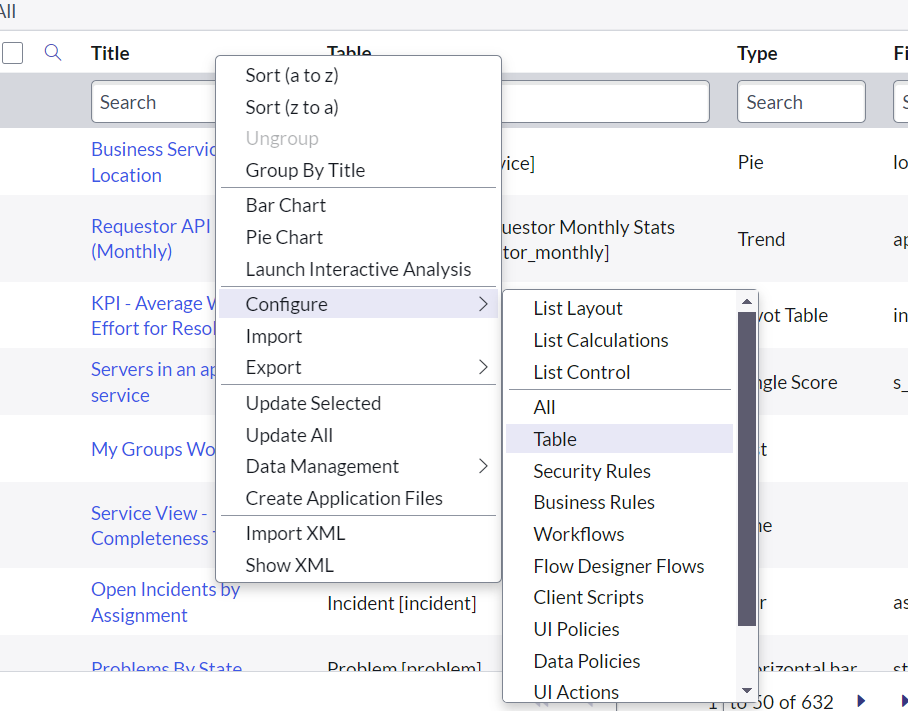 All
Title
Table
Type
Search
Search
Business Servic
Location
vice]
Pie
Requestor API
(Monthly)
uestor Monthly Stats
tor_monthly]
Trend
KPI - Average
Effort for Resol
vot Table
in
Servers in an ap
service
ngle Score
s_
My Groups Wo
st
Service View -
Completeness
ne
Open Incidents by
Assignment
Incident [incident]
as
Problems By State
Problem [problem]
orizontal bar
Sort (a to z)
Sort (z to a)
Ungroup
Group By Title
Bar Chart
Pie Chart
Launch Interactive Analysis
Configure
Import
Export
Update Selected
Update All
Data Management
Create Application Files
Import XML
Show XML
List Layout
List Calculations
List Control
All
Table
Security Rules
Business Rules
Workflows
Flow Designer Flows
Client Scripts
UI Policies
Data Policies
UI Actions
1 to 50 of 632